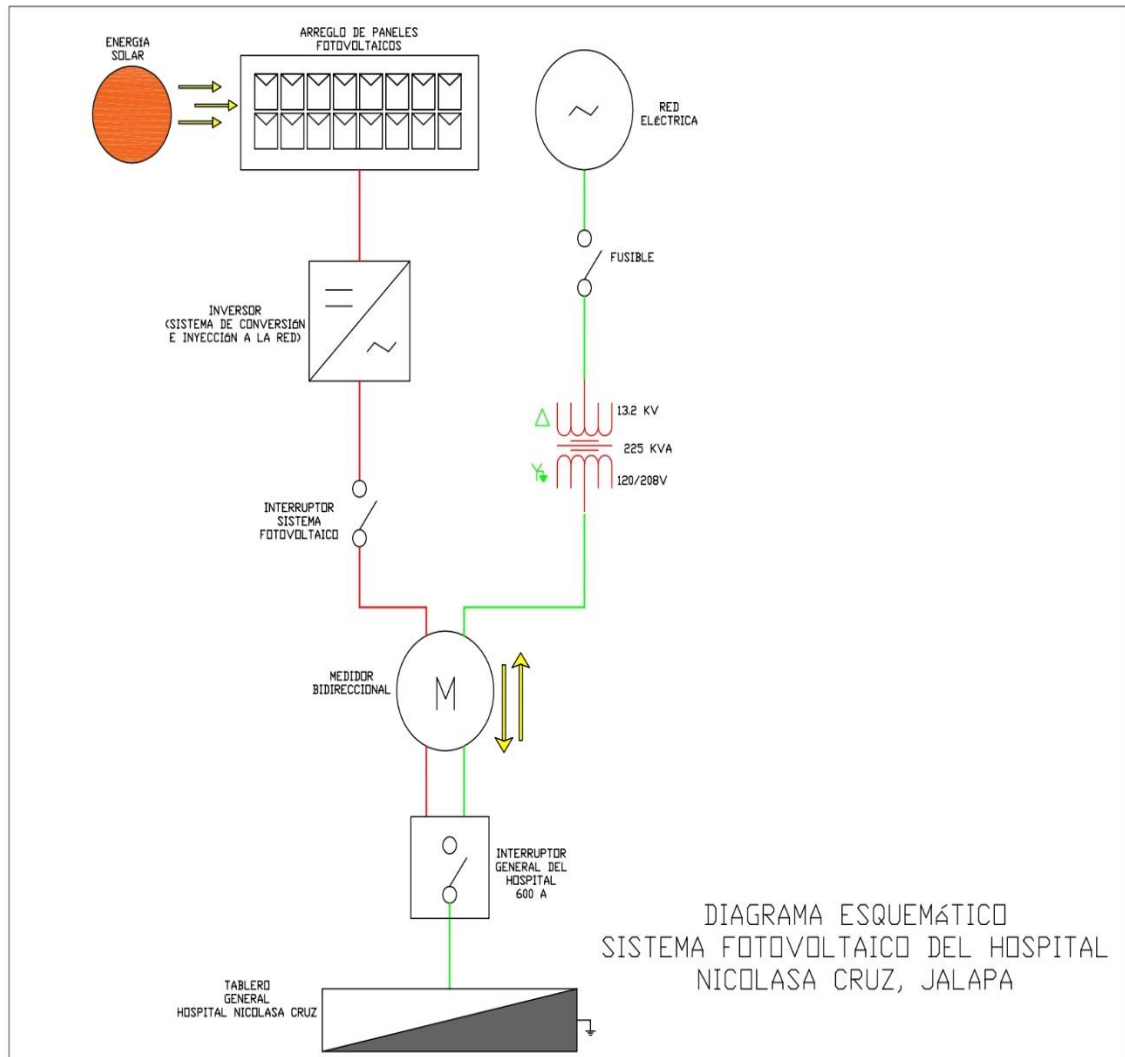 ENERGíA
SOLAR
ARREGLO DE PANELES
FOTOVOLTAICOS
RED
ELéCTRICA
FUSIBLE
INVERSOR
(SISTEMA DE CONVERSIóN
E INYECCIóN A LA RED)
13.2 KV
225 KVA
120/208V
INTERRUPTOR
SISTEMA
FOTOVOLTAICO
MEDIDOR
BIDIRECCIONAL
M
INTERRUPTOR
GENERAL DEL
HOSPITAL
600 A
DIAGRAMA ESQUEMáTICO
SISTEMA FOTOVOLTAICO DEL HOSPITAL
NICOLASA CRUZ, JALAPA
TABLERO
GENERAL
HOSPITAL NICOLASA CRUZ